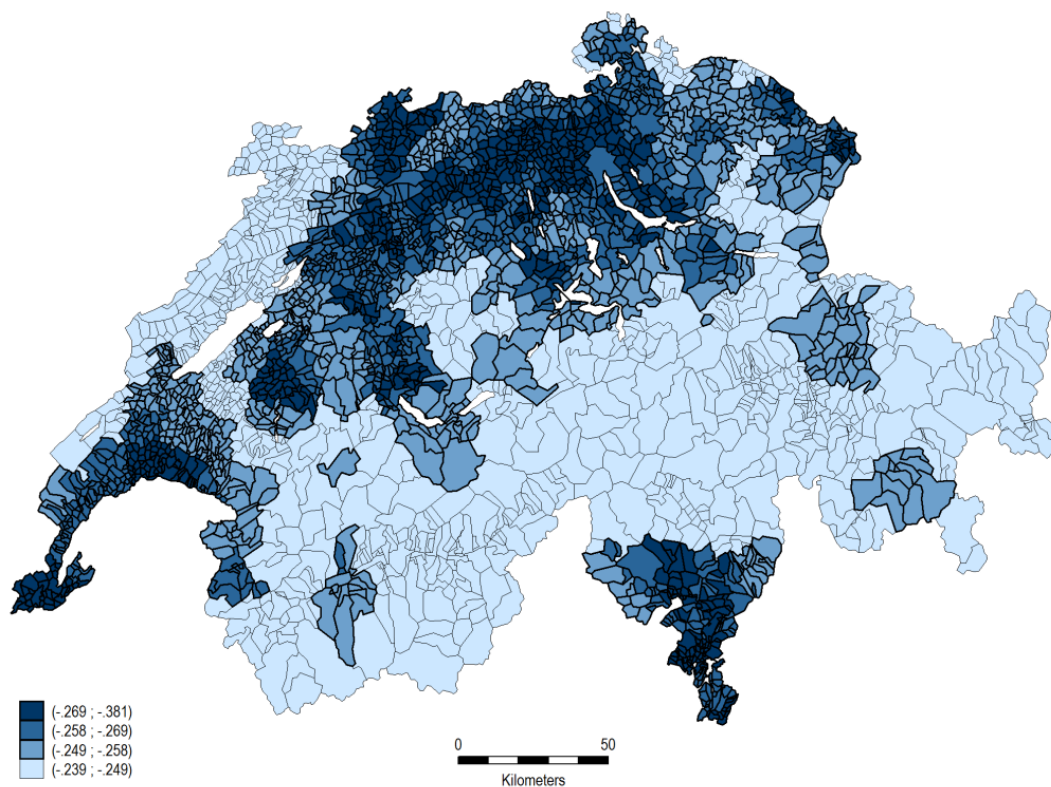 (-.269 ; -.381)
(-.258 ; -.269)
(-.249 ; -.258)
(-.239 ; -.249)
0 50
Kilometers